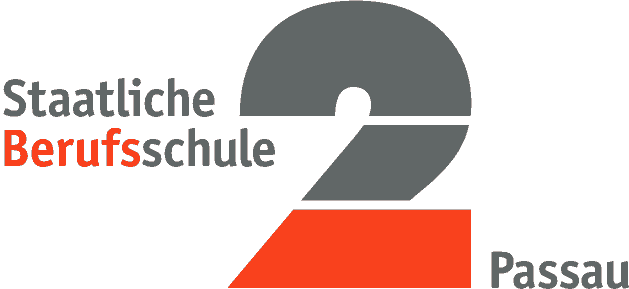 Staatliche
Berufsschule
2
Passau